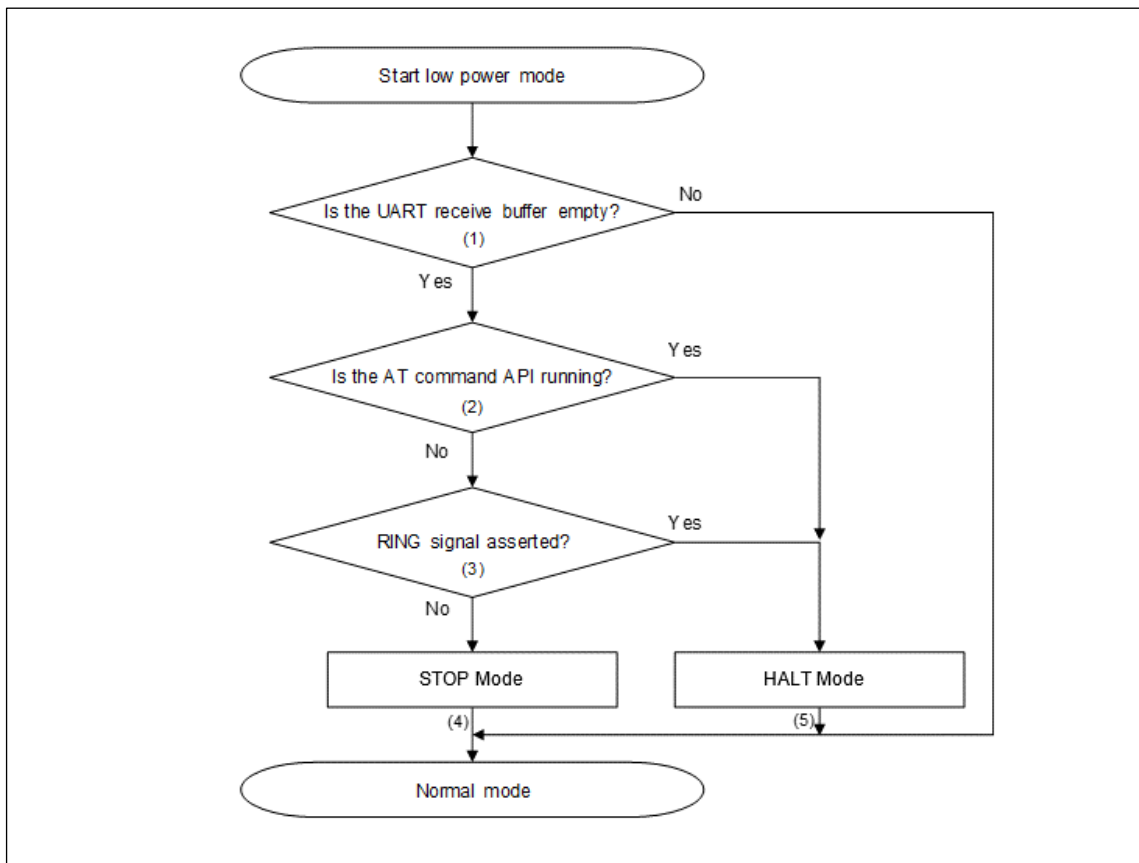 Start low power mode
No
Is the UART receive buffer empty?
(1)
Yes
Yes
Is the AT command API running?
(2)
No
Yes
RING signal asserted?
(3)
No
STOP Mode
HALT Mode
(4)
(5)
Normal mode